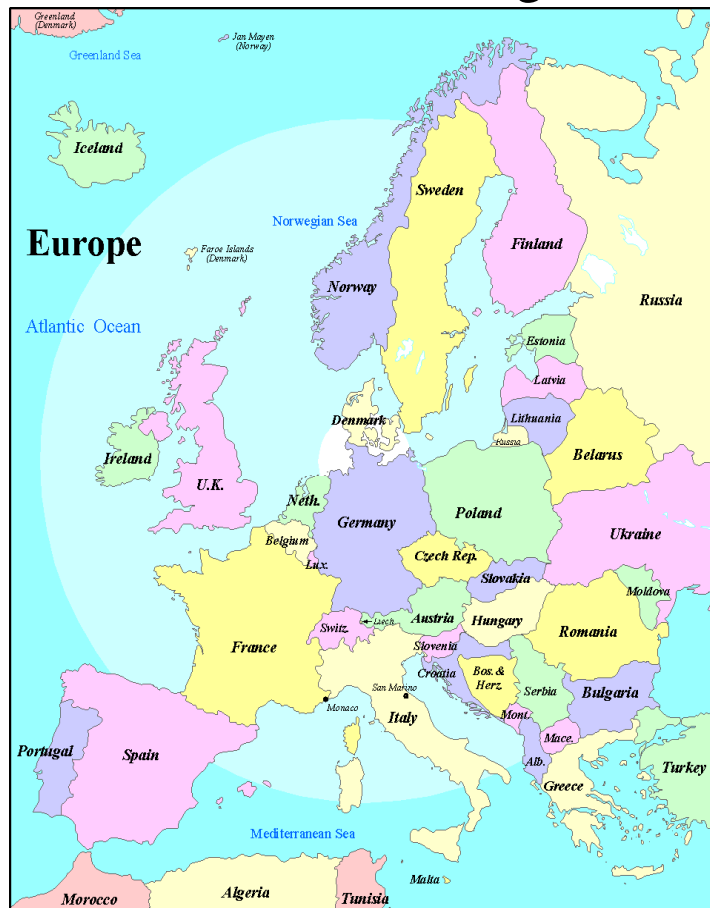 Greenland
(Denmark)
Jan Mayen
(Norway)
Greenland Sea
Iceland
Sweden
Norwegian Sea
Europe
Faroe Islands
(Denmark)
Finland
Norway
Russia
Atlantic Ocean
Estonia
Latvia
Denmark
Lithuania
Russia
Belarus
Ireland
U.K.
Neth.
Poland
Germany
Ukraine
Belgium
Czech Rep.
Lux.
Slovakia
Moldova
Austria
Liech.
Hungary
Switz.
Romania
France
Slovenia
Croatia
Bos. &
Herz.
San Marino
Serbia
Bulgaria
Monaco
Mont.
Italy
Mace.
Portugal
Spain
Alb.
Turkey
Greece
Mediterranean Sea
Malta
Algeria
Morocco
Tunisia